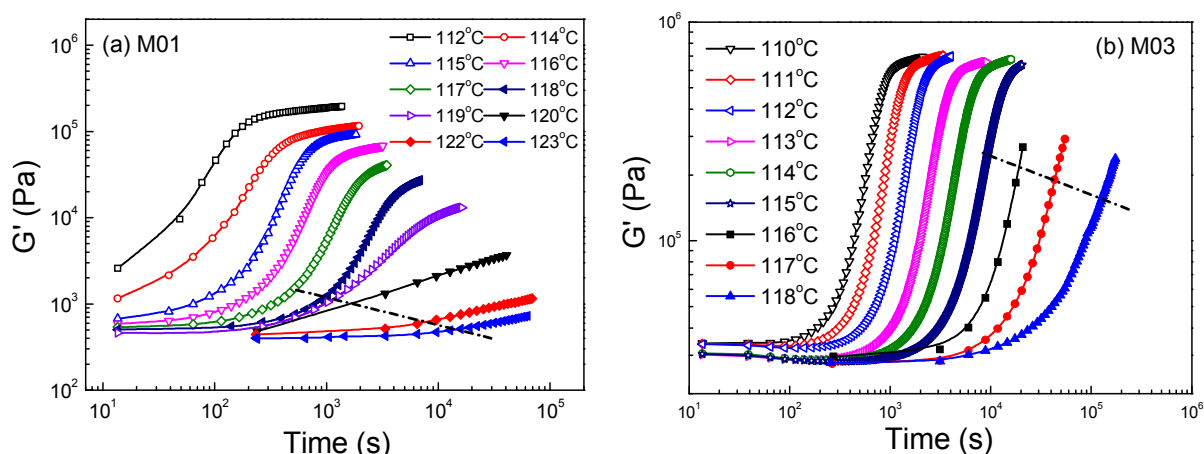 (a) M01
112°C 114°C
115°C 116°C
117°C 118°C
119°C 120°C
122°C 123°C
10⁶
10⁵
10⁴
10³
10²
G' (Pa)
10¹ 10² 10³ 10⁴ 10⁵
Time (s)
(b) M03
110°C
111°C
112°C
113°C
114°C
115°C
116°C
117°C
118°C
10⁵
G' (Pa)
10¹ 10² 10³ 10⁴ 10⁵ 10⁶
Time (s)